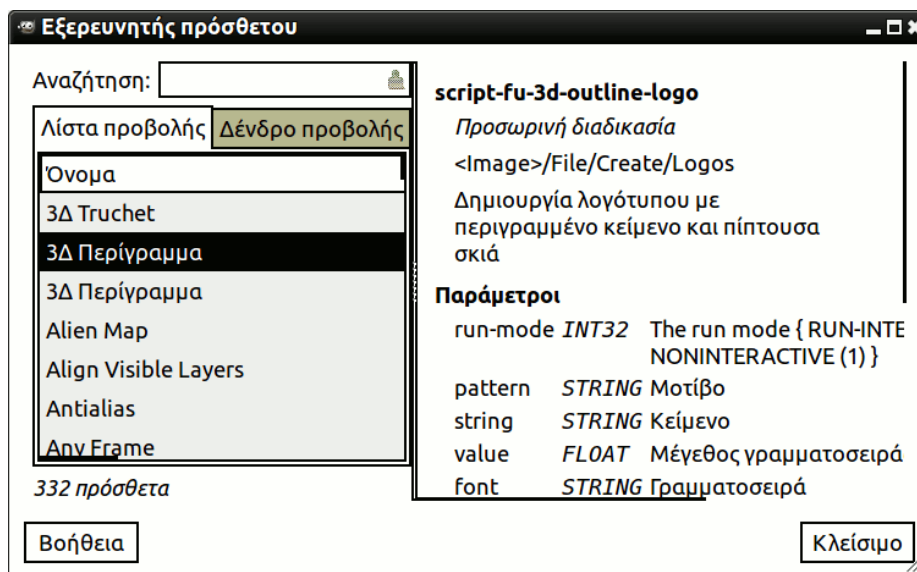 Εξερευνητής πρόσθετου
Αναζήτηση:
Λίστα προβολής Δένδρο προβολής
Όνομα
3Δ Truchet
3Δ Περίγραμμα
3Δ Περίγραμμα
Alien Map
Align Visible Layers
Antialias
Any Frame
332 πρόσθετα
script-fu-3d-outline-logo
Προσωρινή διαδικασία
<Image>/File/Create/Logos
Δημιουργία λογότυπου με
περιγραμμένο κείμενο και πίπτουσα
σκιά
Παράμετροι
run-mode INT32 The run mode { RUN-INTE
NONINTERACTIVE (1) }
pattern STRING Μοτίβο
string STRING Κείμενο
value FLOAT Μέγεθος γραμματοσειρά
font STRING Γραμματοσειρά
Βοήθεια
Κλείσιμο